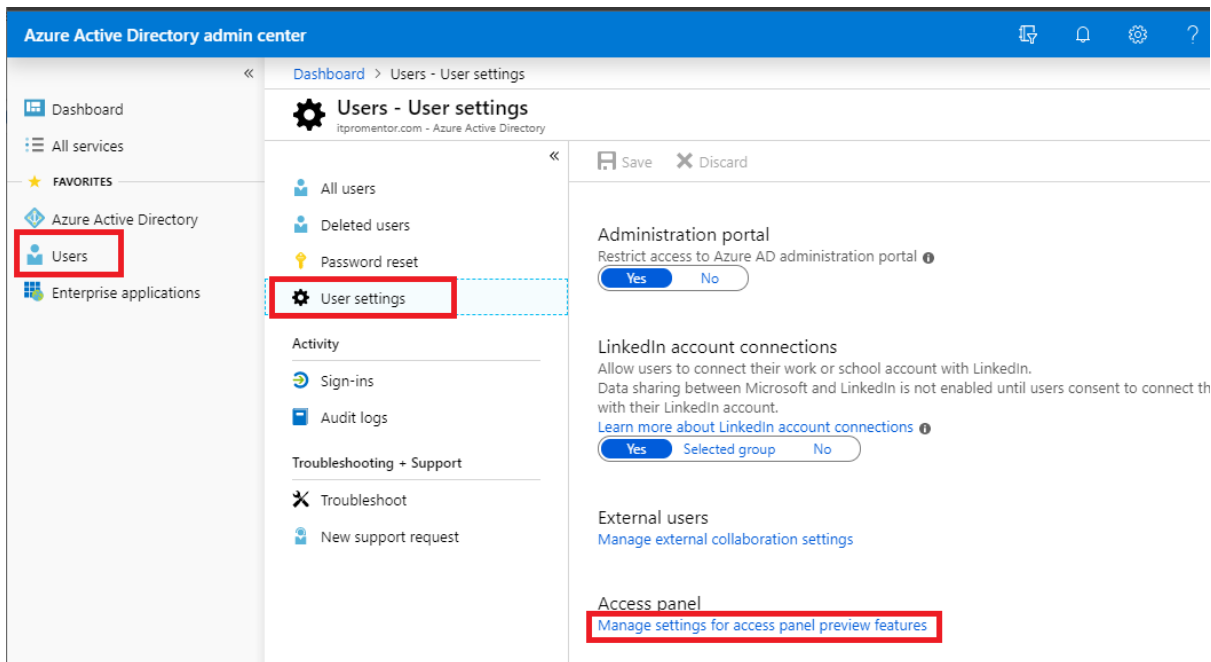 Azure Active Directory admin center
?
«
Dashboard
All services
FAVORITES
Azure Active Directory
Users
Enterprise applications
Dashboard > Users - User settings
Users - User settings
itpromentor.com - Azure Active Directory
«
All users
Deleted users
Password reset
User settings
Activity
Sign-ins
Audit logs
Troubleshooting + Support
Troubleshoot
New support request
Save Discard
Administration portal
Restrict access to Azure AD administration portal
Yes No
LinkedIn account connections
Allow users to connect their work or school account with LinkedIn.
Data sharing between Microsoft and LinkedIn is not enabled until users consent to connect th
with their LinkedIn account.
Learn more about LinkedIn account connections
Yes Selected group No
External users
Manage external collaboration settings
Access panel
Manage settings for access panel preview features